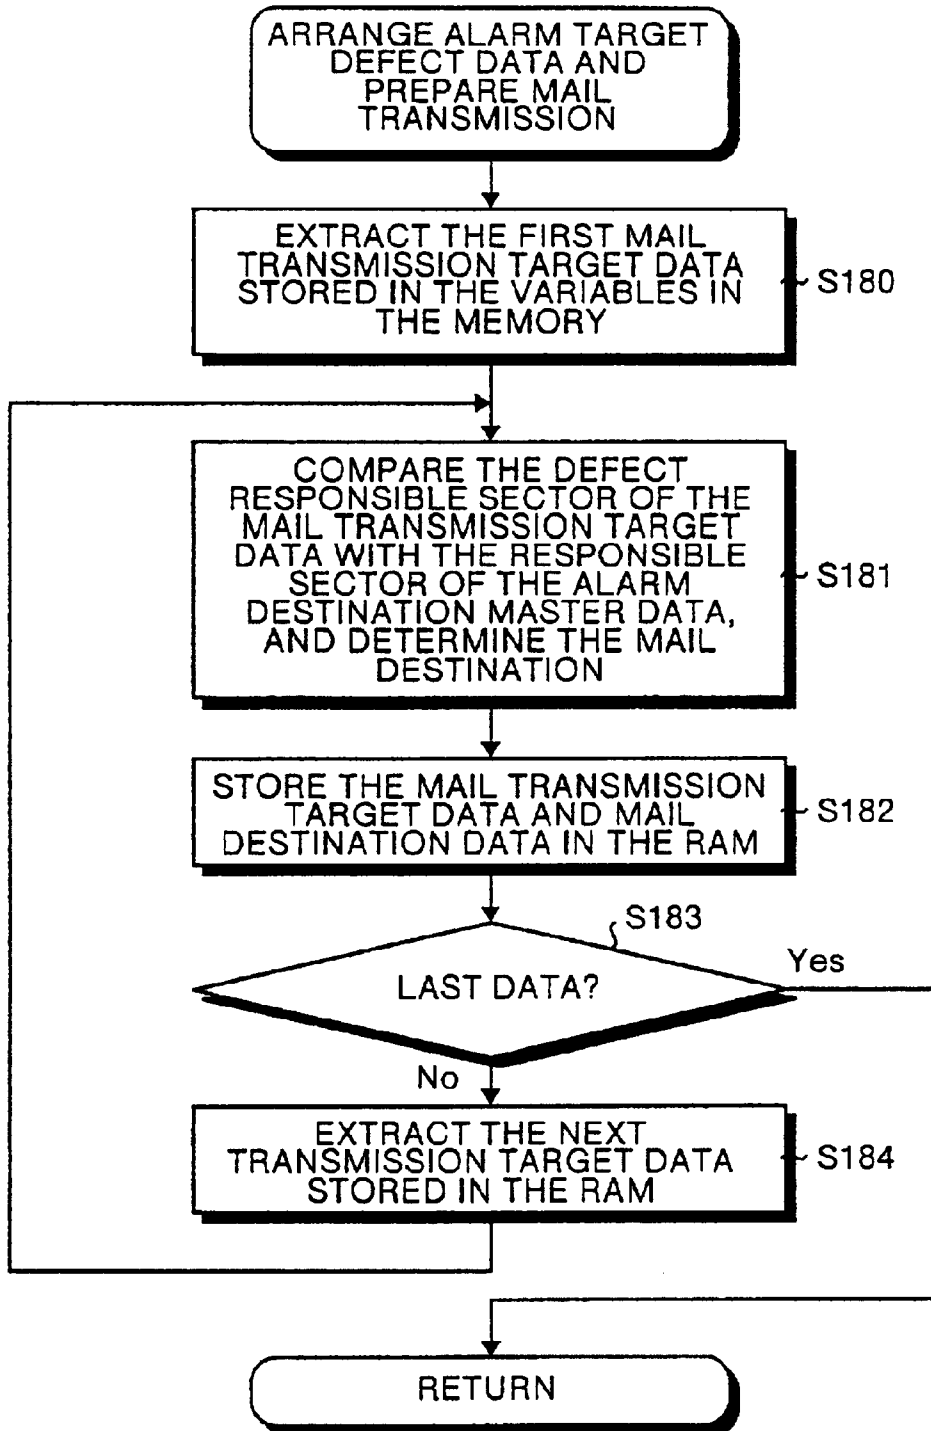 ARRANGE ALARM TARGET
DEFECT DATA AND
PREPARE MAIL
TRANSMISSION
EXTRACT THE FIRST MAIL
TRANSMISSION TARGET DATA
STORED IN THE VARIABLES IN
THE MEMORY
S180
COMPARE THE DEFECT
RESPONSIBLE SECTOR OF THE
MAIL TRANSMISSION TARGET
DATA WITH THE RESPONSIBLE
SECTOR OF THE ALARM
DESTINATION MASTER DATA,
AND DETERMINE THE MAIL
DESTINATION
S181
STORE THE MAIL TRANSMISSION
TARGET DATA AND MAIL
DESTINATION DATA IN THE RAM
S182
S183
LAST DATA?
Yes
No
EXTRACT THE NEXT
TRANSMISSION TARGET DATA
STORED IN THE RAM
S184
RETURN